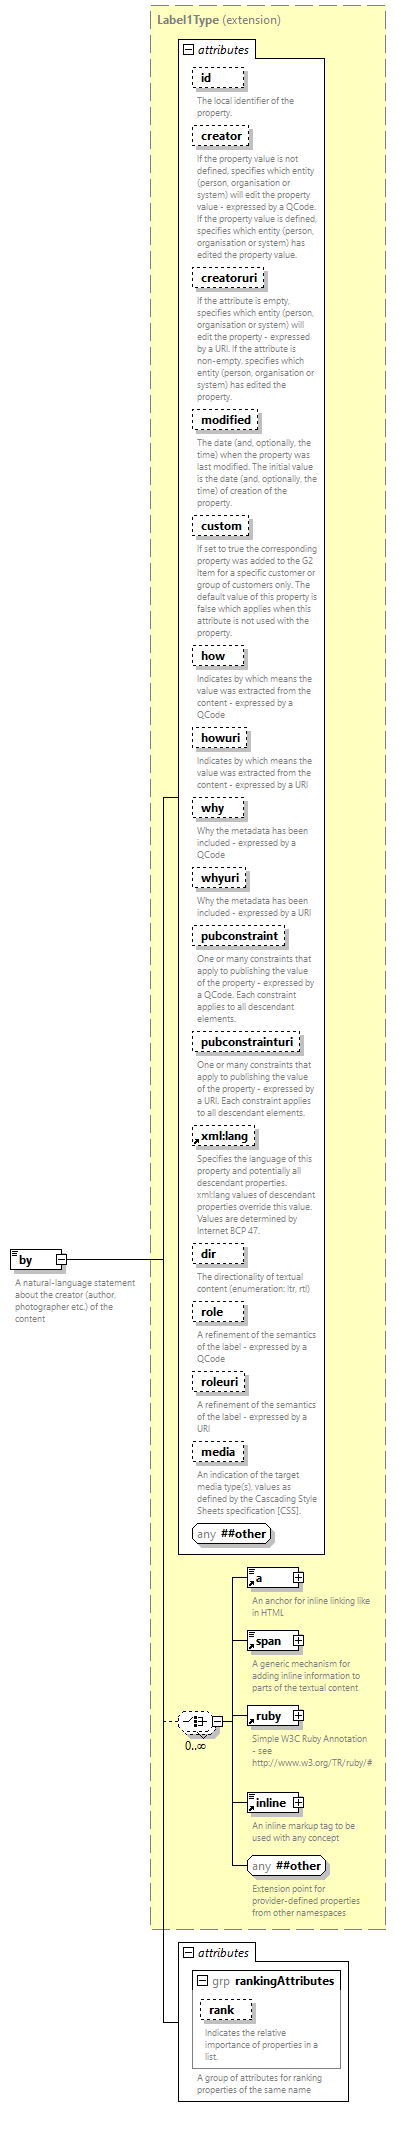 Label1Type (extension)
attributes
id
The local identifier of the
property.
creator
If the property value is not
defined, specifies which entity
(person, organisation or
system) will edit the property
value - expressed by a QCode.
If the property value is defined,
specifies which entity (person,
organisation or system) has
edited the property value.
creatoruri
If the attribute is empty,
specifies which entity (person,
organisation or system) will
edit the property - expressed
by a URI. If the attribute is
non-empty, specifies which
entity (person, organisation or
system) has edited the
property.
modified
The date (and, optionally, the
time) when the property was
last modified. The initial value
is the date (and, optionally, the
time) of creation of the
property.
custom
If set to true the corresponding
property was added to the G2
Item for a specific customer or
group of customers only. The
default value of this property is
false which applies when this
attribute is not used with the
property.
how
Indicates by which means the
value was extracted from the
content - expressed by a
QCode
howuri
Indicates by which means the
value was extracted from the
content - expressed by a URI
why
Why the metadata has been
included - expressed by a
QCode
whyuri
Why the metadata has been
included - expressed by a URI
pubconstraint
One or many constraints that
apply to publishing the value
of the property - expressed by
a QCode. Each constraint
applies to all descendant
elements.
pubconstrainturi
One or many constraints that
apply to publishing the value
of the property - expressed by
a URI. Each constraint applies
to all descendant elements.
xml:lang
Specifies the language of this
property and potentially all
descendant properties.
xml:lang values of descendant
properties override this value.
Values are determined by
Internet BCP 47.
by
A natural-language statement
about the creator (author,
photographer etc.) of the
content
dir
The directionality of textual
content (enumeration: ltr, rtl)
role
A refinement of the semantics
of the label - expressed by a
QCode
roleuri
A refinement of the semantics
of the label - expressed by a
URI
media
An indication of the target
media type(s), values as
defined by the Cascading Style
Sheets specification [CSS].
any ##other
a
An anchor for inline linking like
in HTML
span
A generic mechanism for
adding inline information to
parts of the textual content
0..∞
ruby
Simple W3C Ruby Annotation
- see
http://www.w3.org/TR/ruby/#
inline
An inline markup tag to be
used with any concept
any ##other
Extension point for
provider-defined properties
from other namespaces
attributes
grp rankingAttributes
rank
Indicates the relative
importance of properties in a
list.
A group of attributes for ranking
properties of the same name